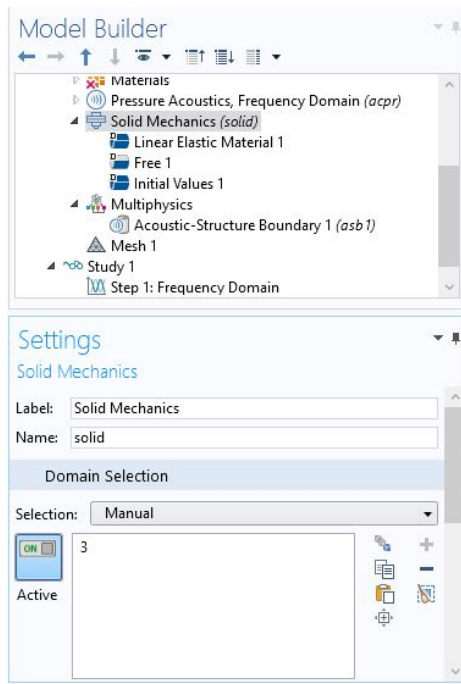 Model Builder
Materials
Pressure Acoustics, Frequency Domain (acpr)
Solid Mechanics (solid)
Linear Elastic Material 1
Free 1
Initial Values 1
Multiphysics
Acoustic-Structure Boundary 1 (asb1)
Mesh 1
Study 1
Step 1: Frequency Domain
Settings
Solid Mechanics
Label: Solid Mechanics
Name: solid
Domain Selection
Selection: Manual
ON 3
Active